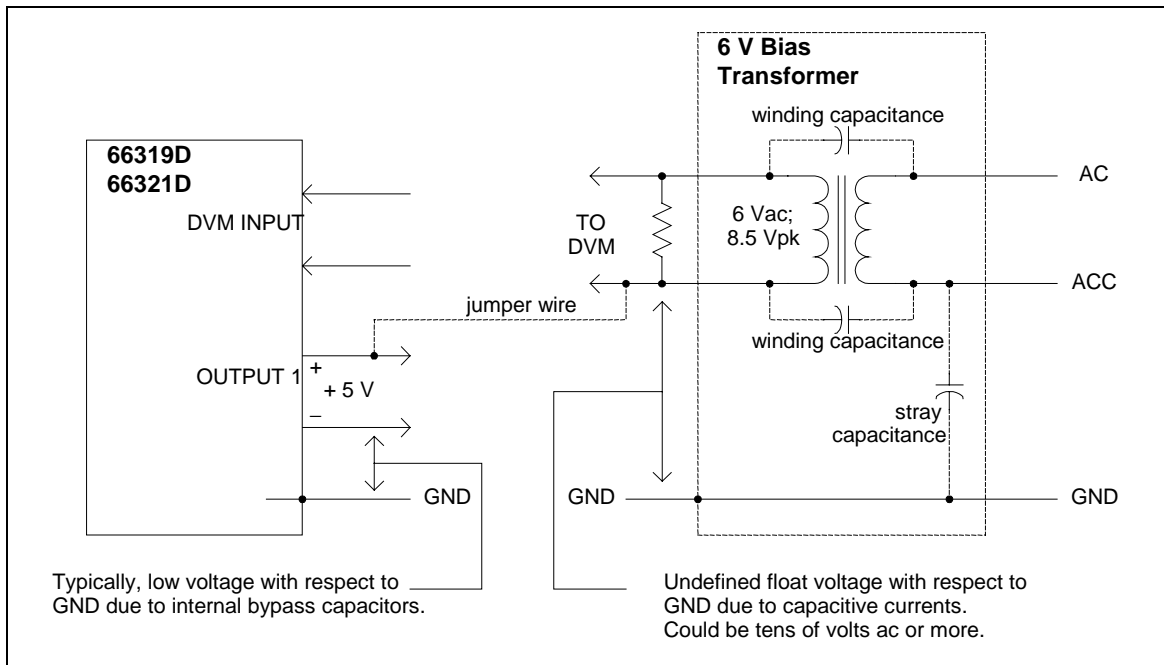 6 V Bias
Transformer
winding capacitance
66319D
66321D
DVM INPUT
TO
DVM
6 Vac;
8.5 Vpk
AC
ACC
jumper wire
winding capacitance
OUTPUT 1
+
+ 5 V
–
stray
capacitance
GND
GND
GND
Typically, low voltage with respect to
GND due to internal bypass capacitors.
Undefined float voltage with respect to
GND due to capacitive currents.
Could be tens of volts ac or more.